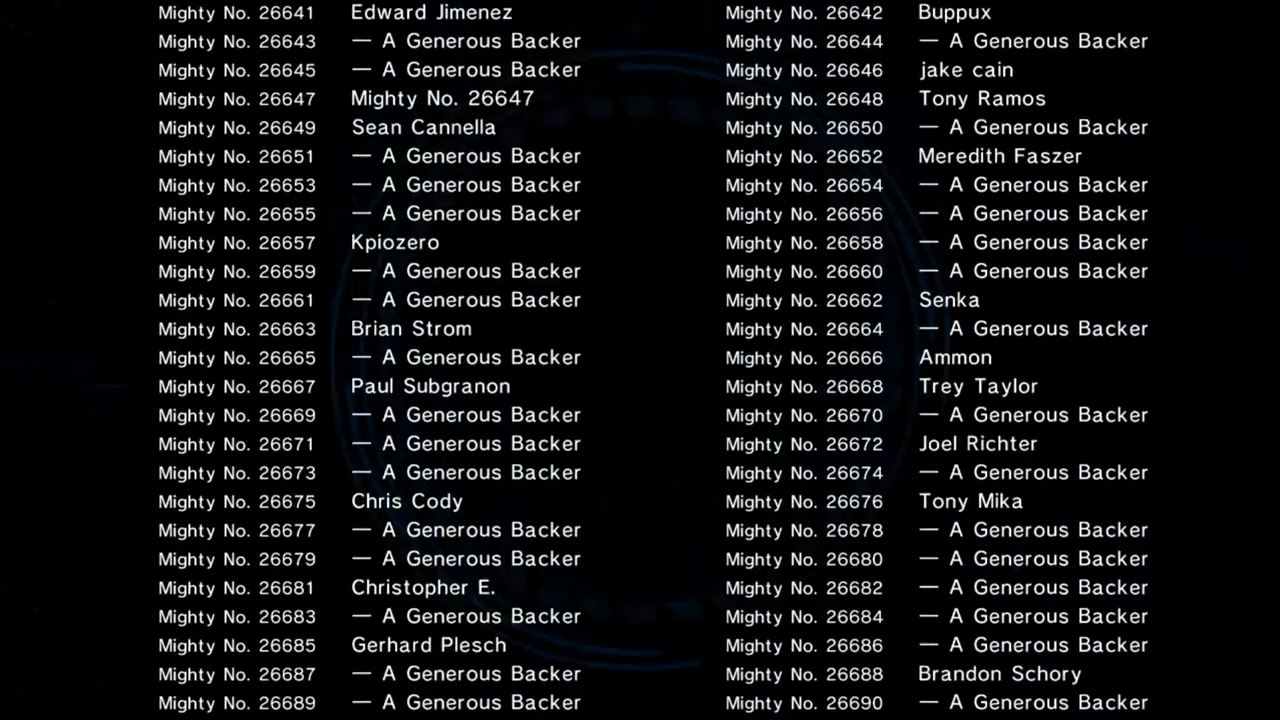 Mighty No. 26641 Edward Jimenez Mighty No. 26642 Buppux
Mighty No. 26643 — A Generous Backer Mighty No. 26644 — A Generous Backer
Mighty No. 26645 — A Generous Backer Mighty No. 26646 jake cain
Mighty No. 26647 Mighty No. 26647 Mighty No. 26648 Tony Ramos
Mighty No. 26649 Sean Cannella Mighty No. 26650 — A Generous Backer
Mighty No. 26651 — A Generous Backer Mighty No. 26652 Meredith Faszer
Mighty No. 26653 — A Generous Backer Mighty No. 26654 — A Generous Backer
Mighty No. 26655 — A Generous Backer Mighty No. 26656 — A Generous Backer
Mighty No. 26657 Kpiozero Mighty No. 26658 — A Generous Backer
Mighty No. 26659 — A Generous Backer Mighty No. 26660 — A Generous Backer
Mighty No. 26661 — A Generous Backer Mighty No. 26662 Senka
Mighty No. 26663 Brian Strom Mighty No. 26664 — A Generous Backer
Mighty No. 26665 — A Generous Backer Mighty No. 26666 Ammon
Mighty No. 26667 Paul Subgranon Mighty No. 26668 Trey Taylor
Mighty No. 26669 — A Generous Backer Mighty No. 26670 — A Generous Backer
Mighty No. 26671 — A Generous Backer Mighty No. 26672 Joel Richter
Mighty No. 26673 — A Generous Backer Mighty No. 26674 — A Generous Backer
Mighty No. 26675 Chris Cody Mighty No. 26676 Tony Mika
Mighty No. 26677 — A Generous Backer Mighty No. 26678 — A Generous Backer
Mighty No. 26679 — A Generous Backer Mighty No. 26680 — A Generous Backer
Mighty No. 26681 Christopher E. Mighty No. 26682 — A Generous Backer
Mighty No. 26683 — A Generous Backer Mighty No. 26684 — A Generous Backer
Mighty No. 26685 Gerhard Plesch Mighty No. 26686 — A Generous Backer
Mighty No. 26687 — A Generous Backer Mighty No. 26688 Brandon Schory
Mighty No. 26689 — A Generous Backer Mighty No. 26690 — A Generous Backer